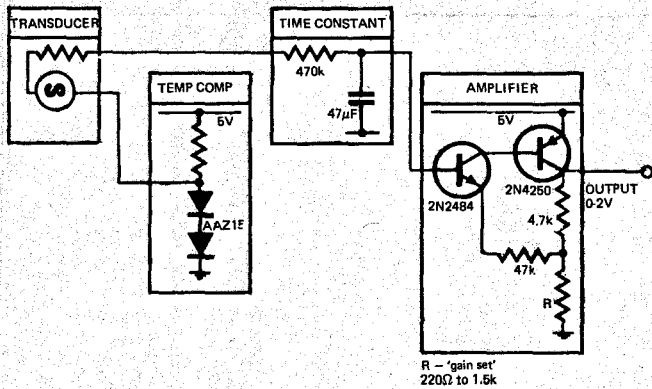 TRANSDUCER
TIME CONSTANT
470k
47µF
TEMP COMP
5V
AAZ15
AMPLIFIER
5V
2N2484
2N4250
OUTPUT
0-2V
4.7k
47k
R
R – 'gain set'
220Ω to 1.5k